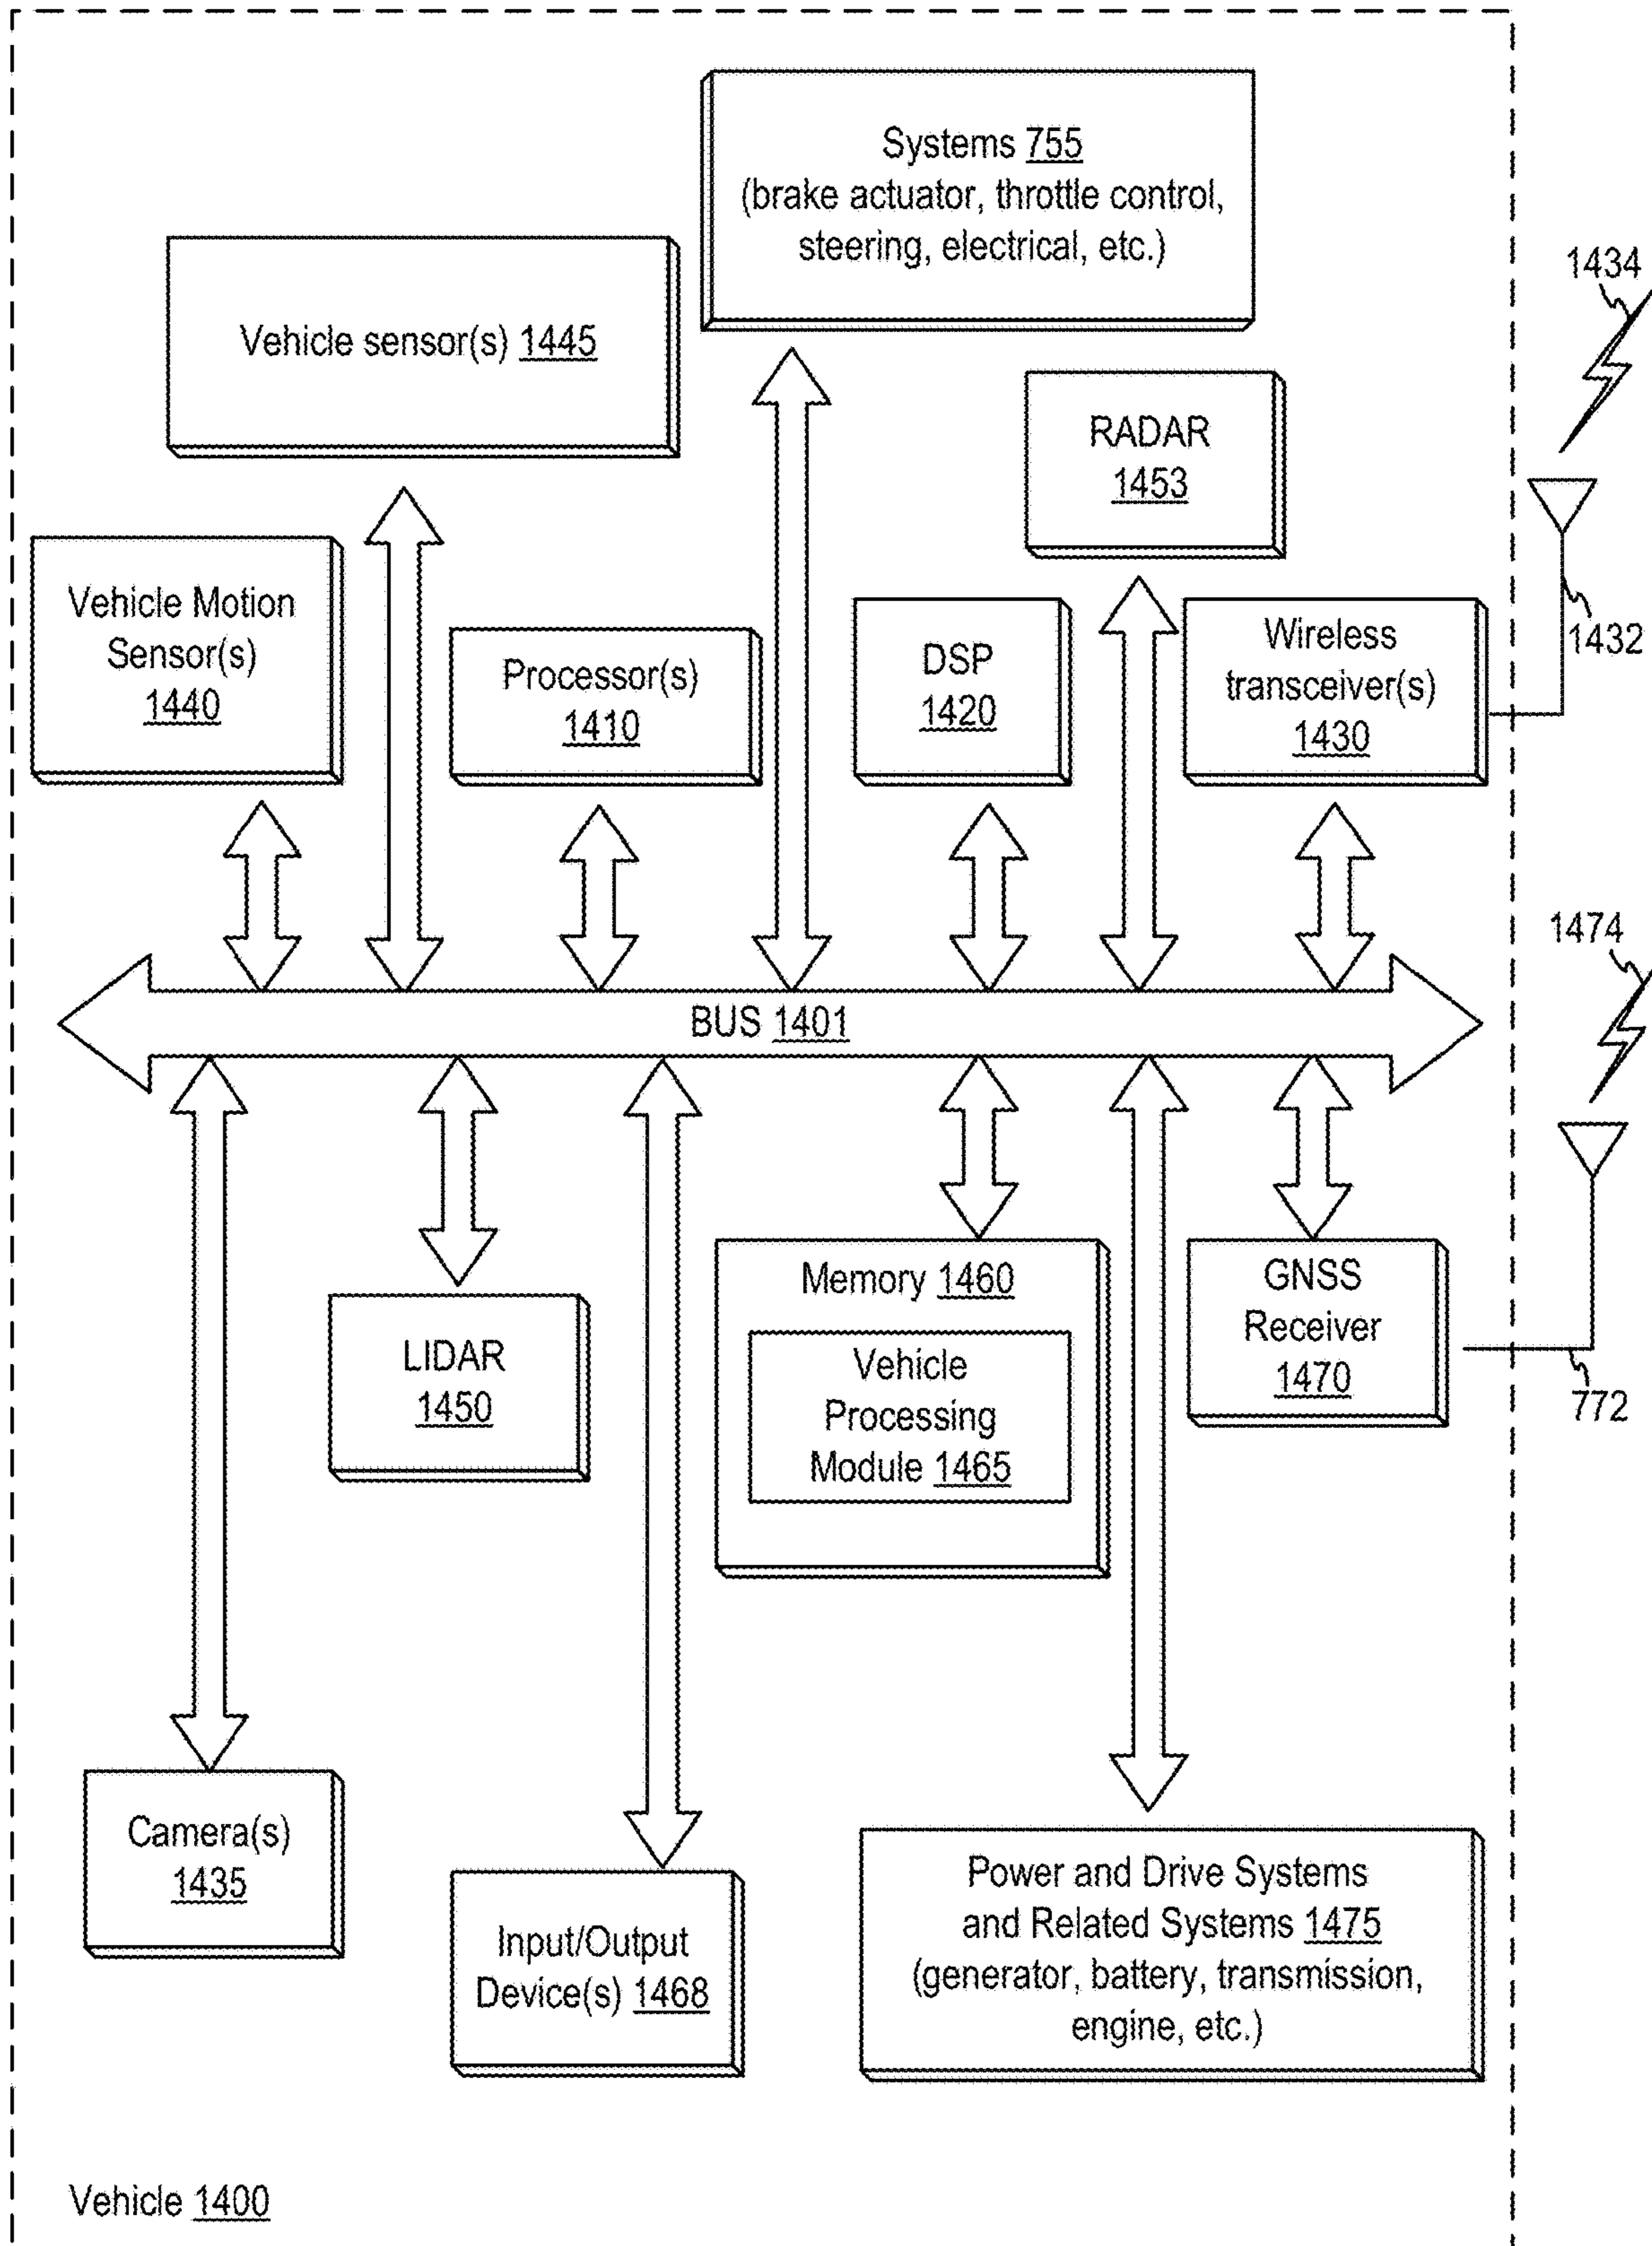 Systems 755
(brake actuator, throttle control,
steering, electrical, etc.)
1434
Vehicle sensor(s) 1445
RADAR
1453
Vehicle Motion
Sensor(s)
1440
Processor(s)
1410
DSP
1420
Wireless
transceiver(s)
1430
1432
1474
BUS 1401
Memory 1460
Vehicle
Processing
Module 1465
GNSS
Receiver
1470
772
LIDAR
1450
Camera(s)
1435
Input/Output
Device(s) 1468
Power and Drive Systems
and Related Systems 1475
(generator, battery, transmission,
engine, etc.)
Vehicle 1400